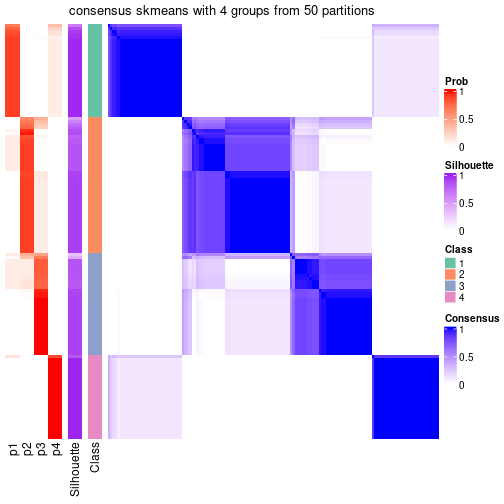 consensus skmeans with 4 groups from 50 partitions
Prob
1
0.5
0
Silhouette
1
0.5
0
Class
1
2
3
4
Consensus
1
0.5
0
p1
p2
p3
p4
Silhouette
Class